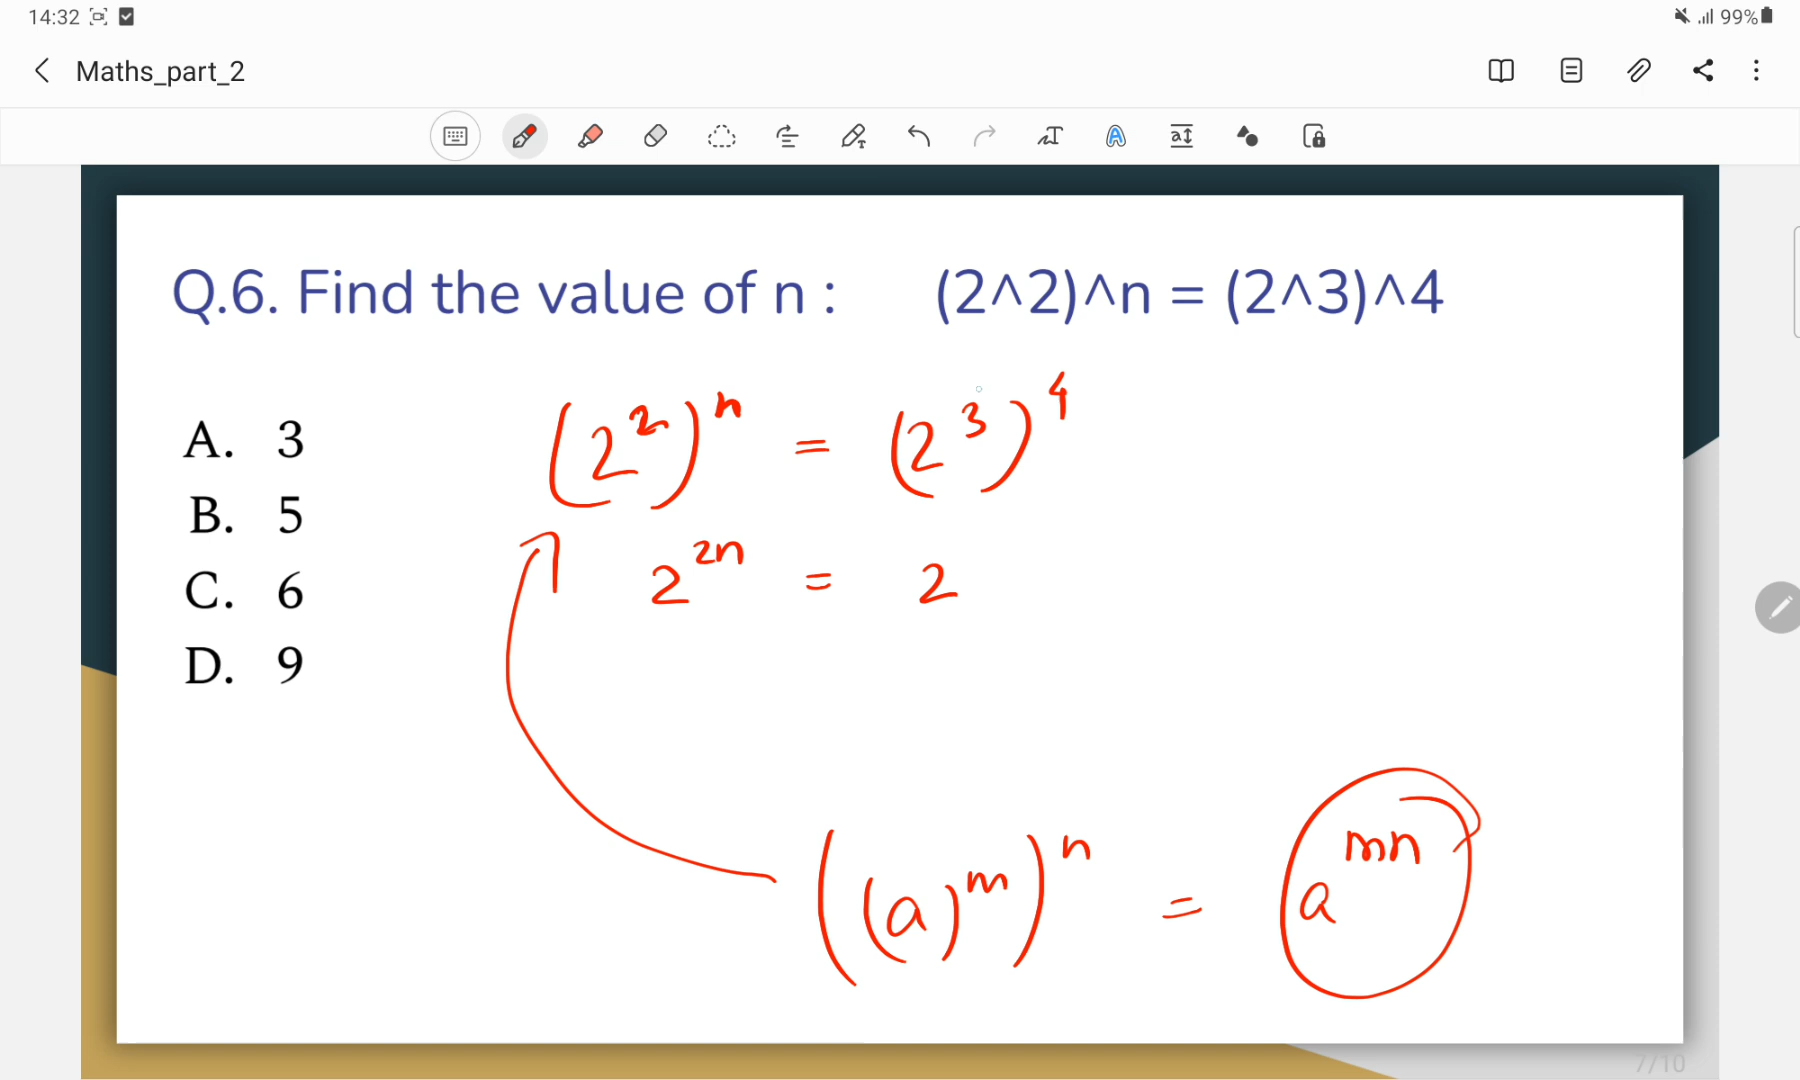 14:32 99%
Maths_part_2
Q.6. Find the value of n : (2^2)^n = (2^3)^4
A. 3
B. 5
C. 6
D. 9
(2²)ⁿ = (2³)⁴
2²ⁿ = 2
((a)ᵐ)ⁿ = aᵐⁿ
7/10